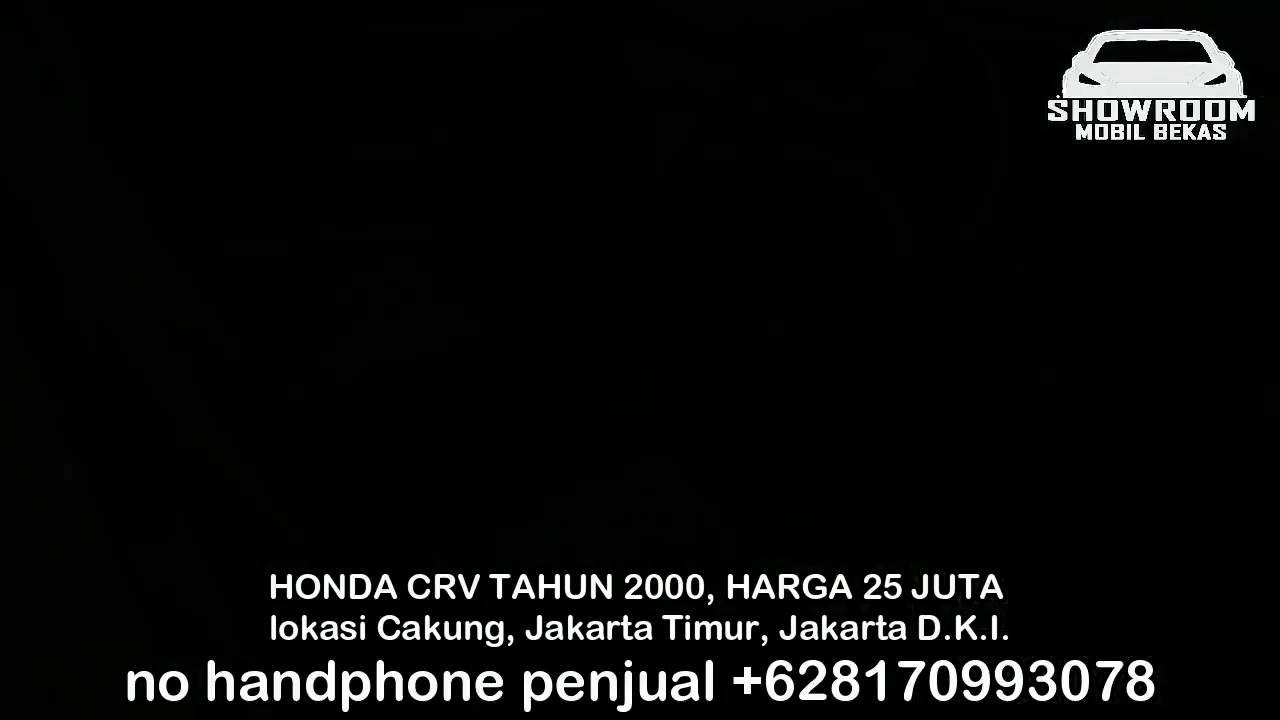 SHOWROOM
MOBIL BEKAS
HONDA CRV TAHUN 2000, HARGA 25 JUTA
lokasi Cakung, Jakarta Timur, Jakarta D.K.I.
no handphone penjual +628170993078